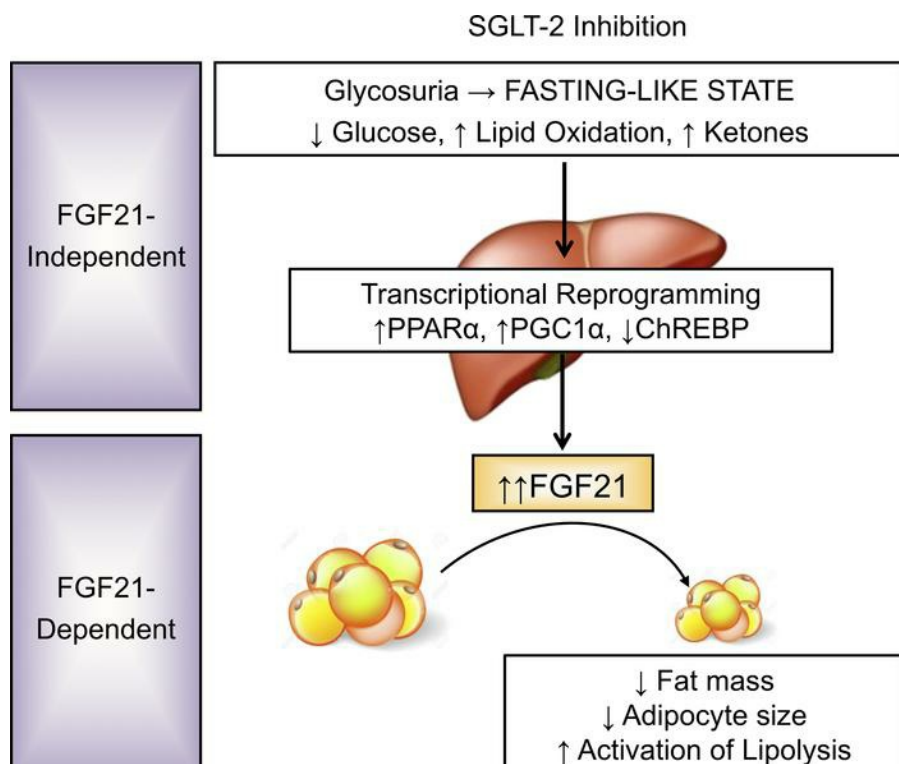 SGLT-2 Inhibition
FGF21-
Independent
Glycosuria → FASTING-LIKE STATE
↓ Glucose, ↑ Lipid Oxidation, ↑ Ketones
Transcriptional Reprogramming
↑PPARα, ↑PGC1α, ↓ChREBP
FGF21-
Dependent
↑↑FGF21
↓ Fat mass
↓ Adipocyte size
↑ Activation of Lipolysis